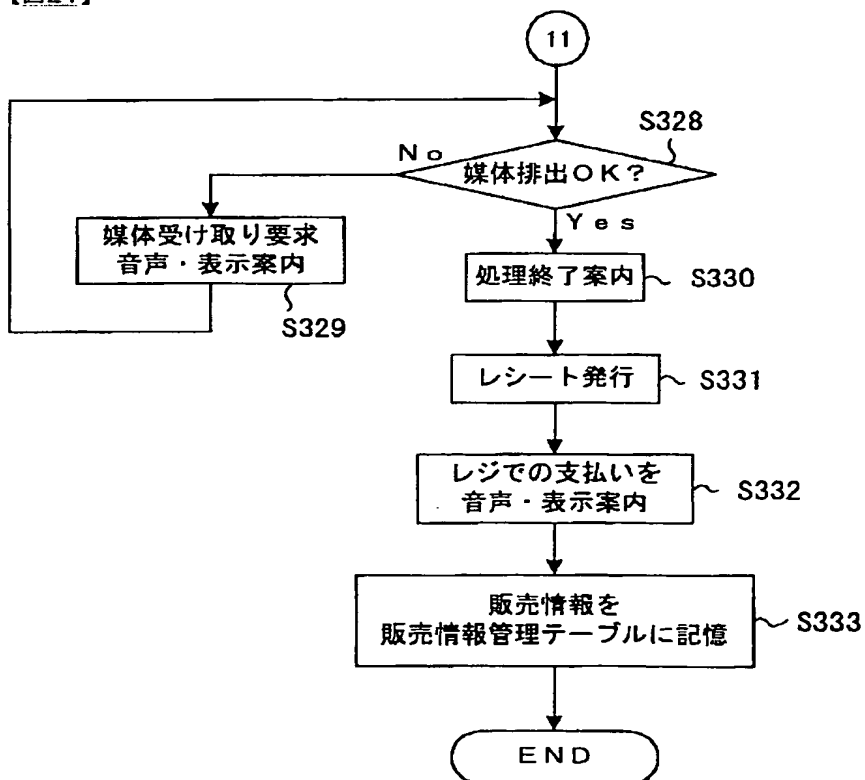 11
S328
No
媒体排出OK?
Yes
媒体受け取り要求
音声・表示案内
S329
処理終了案内
S330
レシート発行
S331
レジでの支払いを
音声・表示案内
S332
販売情報を
販売情報管理テーブルに記憶
S333
END